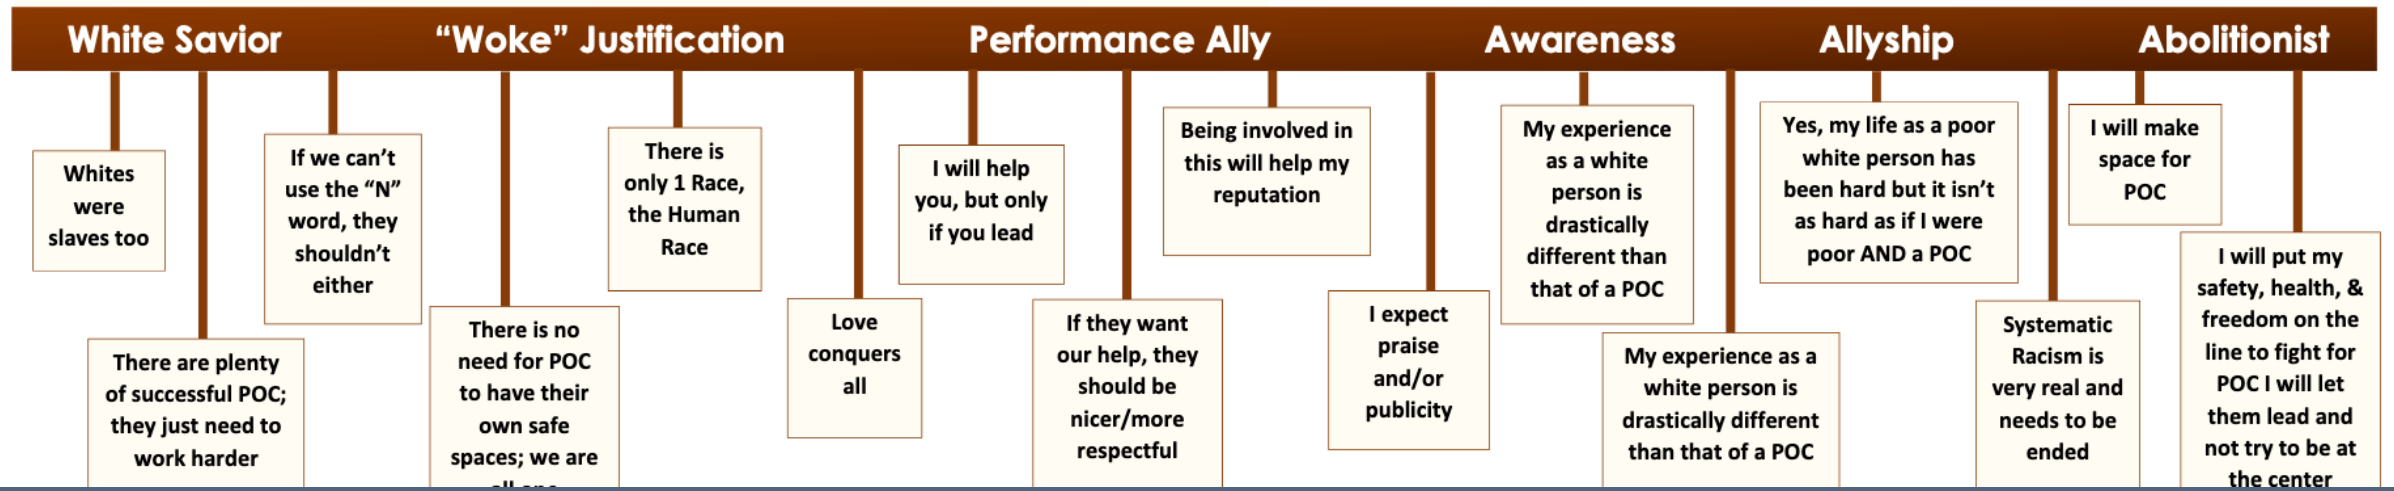 White Savior
“Woke” Justification
Performance Ally
Awareness
Allyship
Abolitionist
Whites
were
slaves too
There are plenty
of successful POC;
they just need to
work harder
If we can’t
use the “N”
word, they
shouldn’t
either
There is no
need for POC
to have their
own safe
spaces; we are
There is
only 1 Race,
the Human
Race
Love
conquers
all
I will help
you, but only
if you lead
If they want
our help, they
should be
nicer/more
respectful
Being involved in
this will help my
reputation
I expect
praise
and/or
publicity
My experience
as a white
person is
drastically
different than
that of a POC
My experience as a
white person is
drastically different
than that of a POC
Yes, my life as a poor
white person has
been hard but it isn’t
as hard as if I were
poor AND a POC
Systematic
Racism is
very real and
needs to be
ended
I will make
space for
POC
I will put my
safety, health, &
freedom on the
line to fight for
POC I will let
them lead and
not try to be at
the center